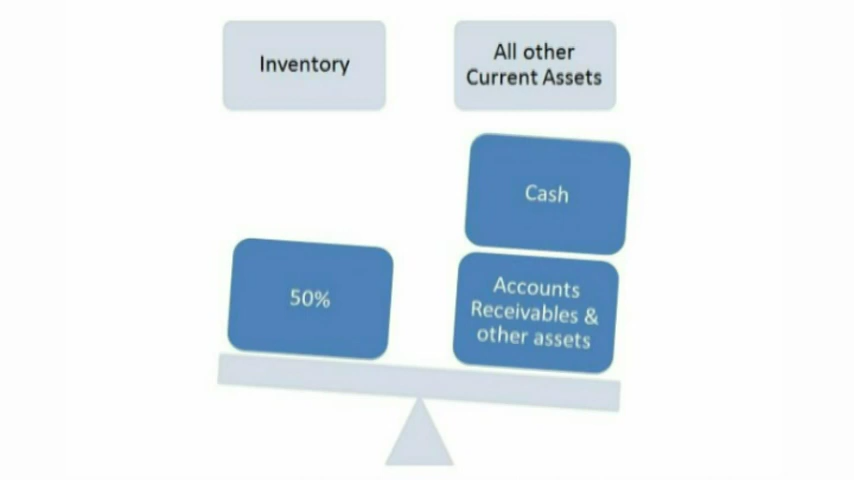 Inventory
All other
Current Assets
Cash
50%
Accounts
Receivables &
other assets